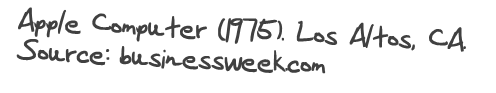 Apple Computer (1975). Los Altos, CA.
Source: businessweek.com